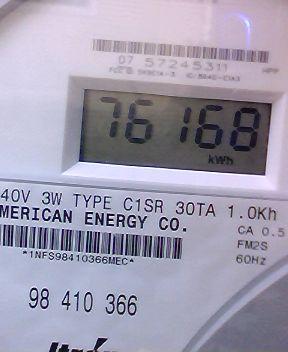 07 57245311
76168
kWh
40V 3W TYPE C1SR 30TA 1.0Kh
MERICAN ENERGY CO.
CA 0.5
FM2S
60Hz
*1NFS98410366MEC*
98 410 366
Itrón